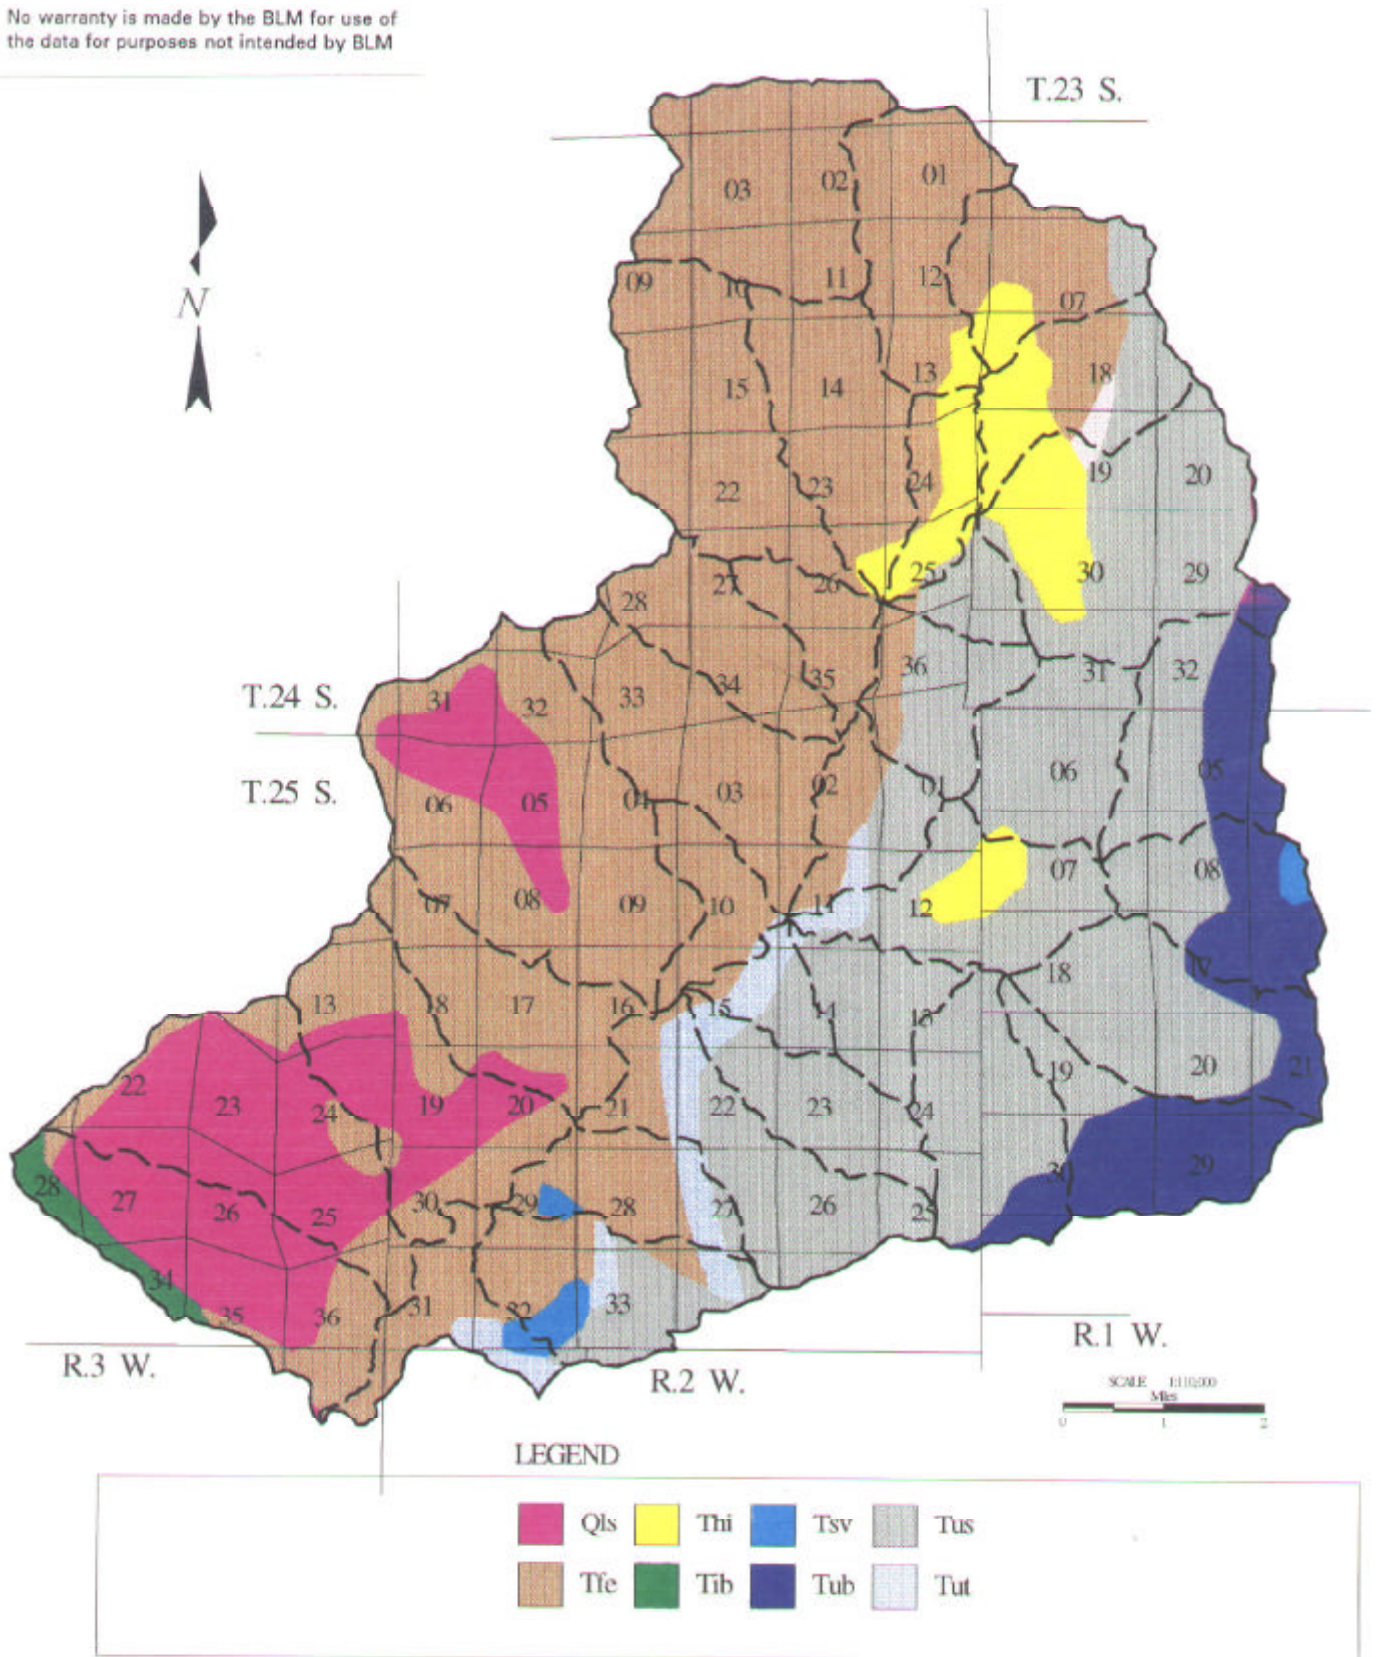 No warranty is made by the BLM for use of
the data for purposes not intended by BLM
T.23 S.
03 02 01
N
09 10 11 12 07
15 14 13 18
22 23 24 19 20
27 26 25 30 29
28
34 35 36 31 32
T.24 S. 31 32 33
T.25 S. 06 05 04 03 02 01 06 05
07 08 09 10 11 12 07 08
13 18 17 16 15 14 13 18 17
22 23 24 19 20 21 22 23 24 19 20 21
28 27 26 25 30 29 28 27 26 25 30 29
34 35 36 31 32 33
R.3 W. R.2 W. R.1 W.
SCALE 1:110,000
Miles
0 1 2
LEGEND
Qls Thi Tsv Tus
Tfe Tib Tub Tut